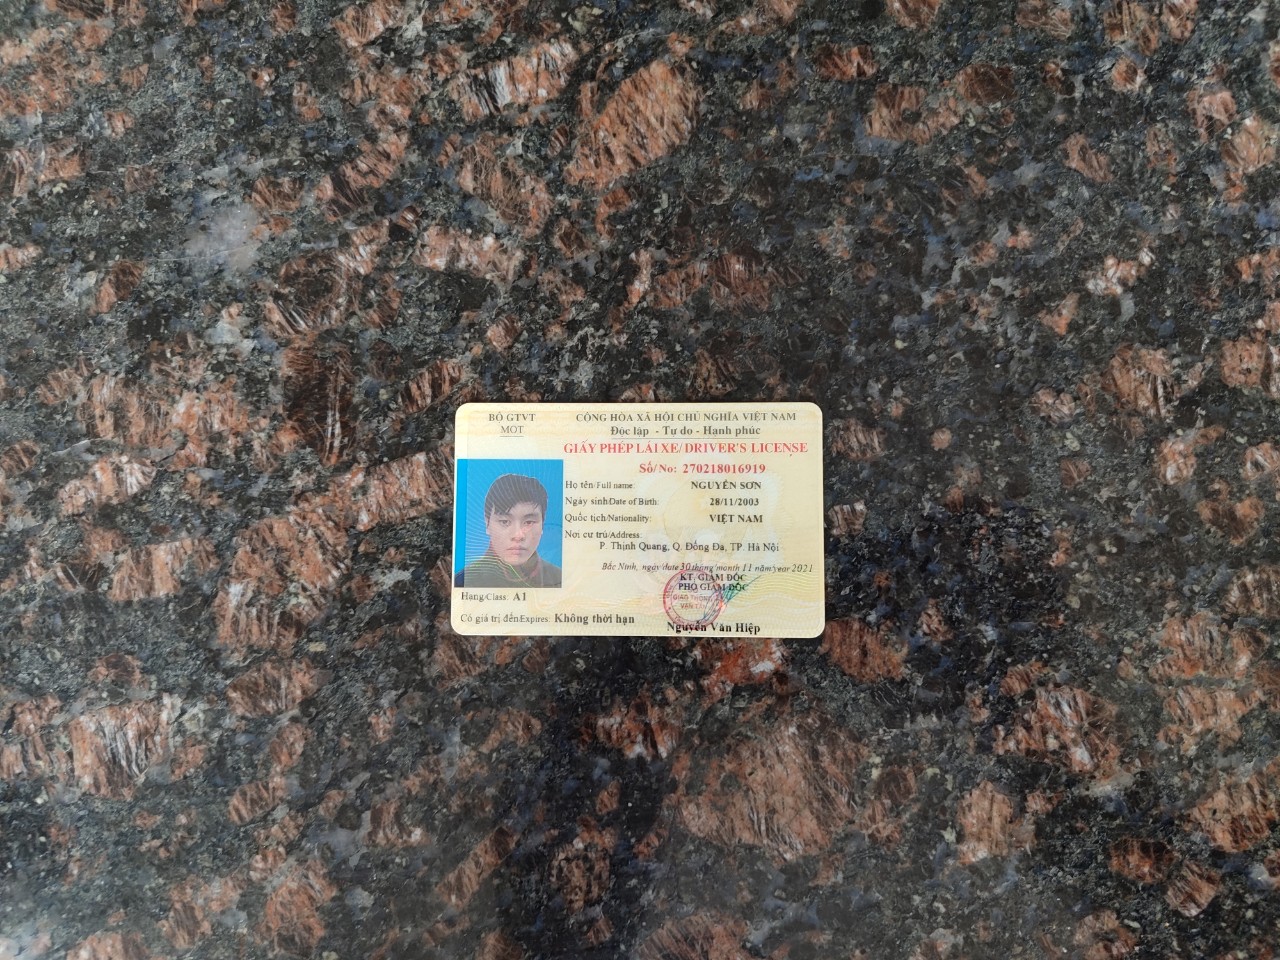 BỘ GTVT
MOT
CỘNG HÒA XÃ HỘI CHỦ NGHĨA VIỆT NAM
Độc lập - Tự do - Hạnh phúc
GIẤY PHÉP LÁI XE/DRIVER'S LICENSE
Số/No: 270218016919
Họ tên/Full name: NGUYỄN SƠN
Ngày sinh/Date of Birth: 28/11/2003
Quốc tịch/Nationality: VIỆT NAM
Nơi cư trú/Address:
P. Thịnh Quang, Q. Đống Đa, TP. Hà Nội
Bắc Ninh, ngày/date 30 tháng/month 11 năm/year 2021
KT. GIÁM ĐỐC
PHÓ GIÁM ĐỐC
GIAO THÔNG
VẬN TẢI
Hạng/Class: A1
Có giá trị đến/Expires: Không thời hạn
Nguyễn Văn Hiệp